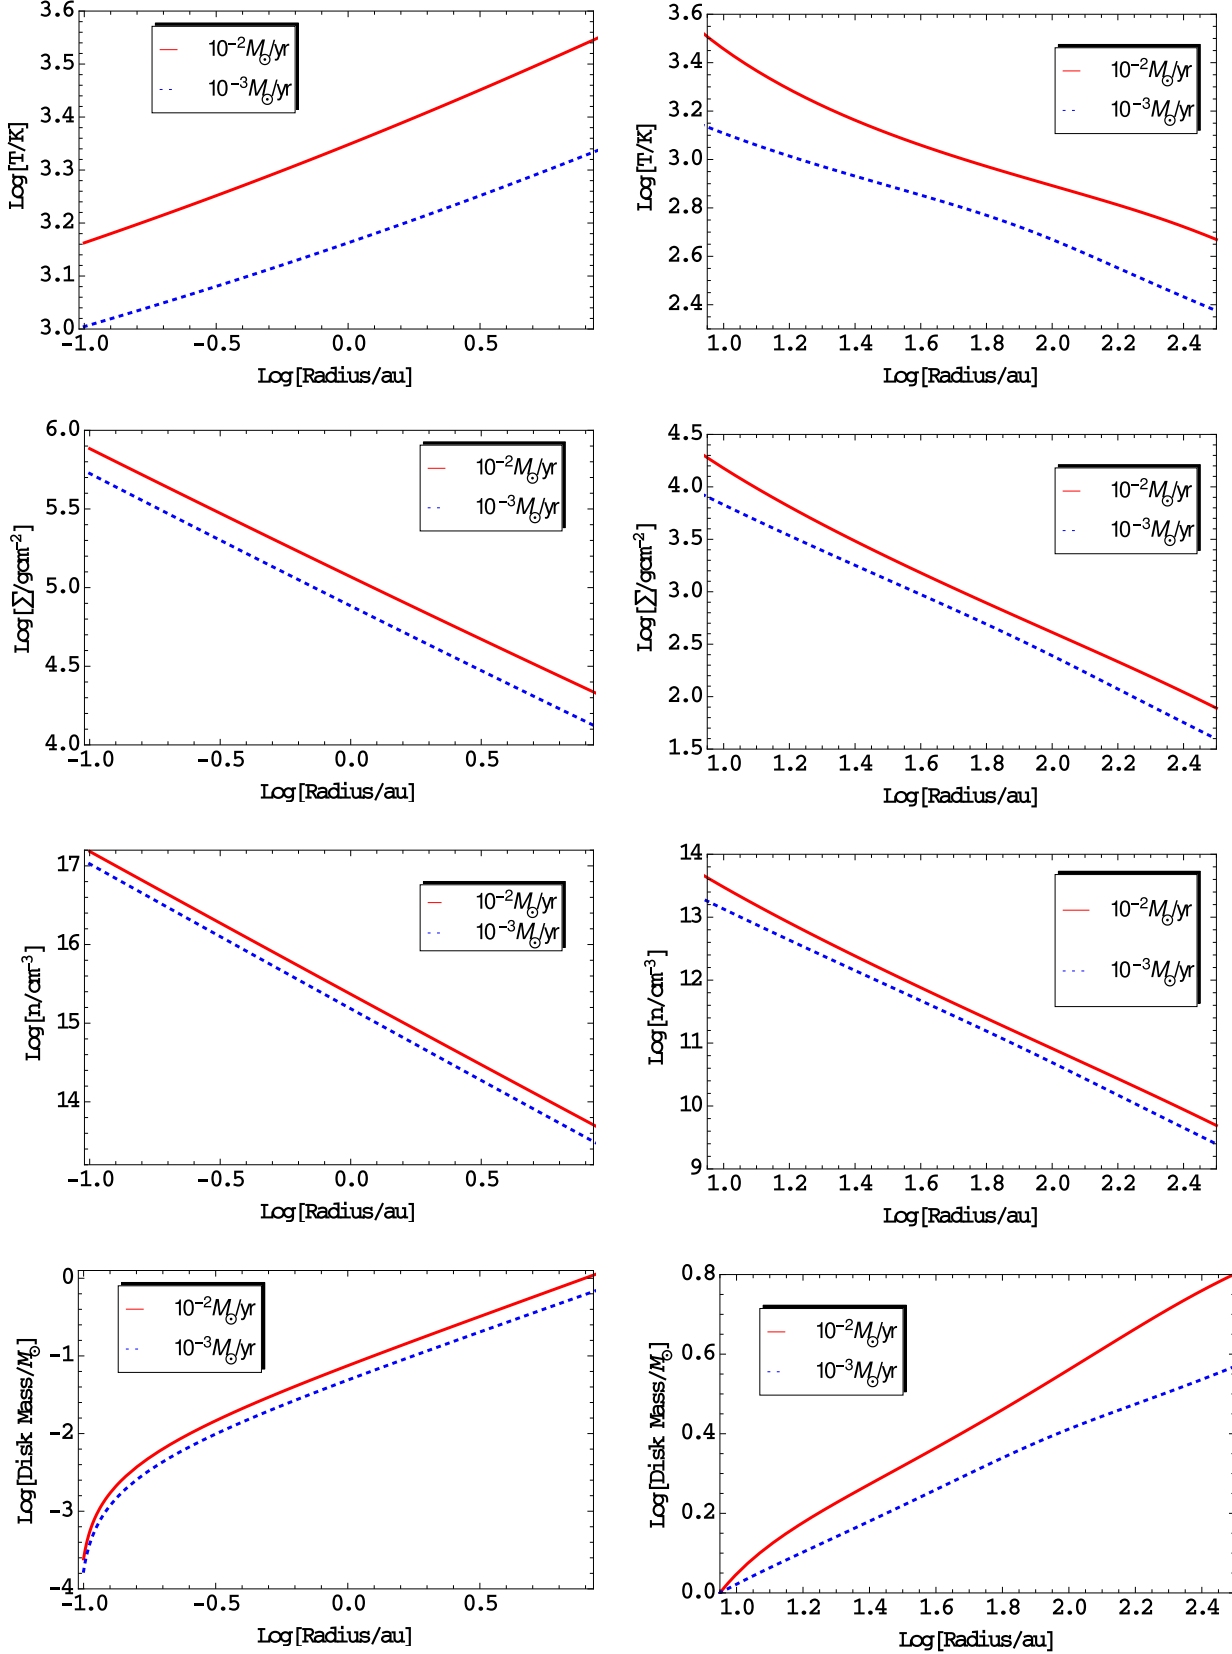 Log[T/K]
3.6
3.5
3.4
3.3
3.2
3.1
3.0
10⁻²M☉/yr
10⁻³M☉/yr
−1.0 −0.5 0.0 0.5
Log[Radius/au]
Log[T/K]
3.6
3.4
3.2
3.0
2.8
2.6
2.4
10⁻²M☉/yr
10⁻³M☉/yr
1.0 1.2 1.4 1.6 1.8 2.0 2.2 2.4
Log[Radius/au]
Log[∑/gcm⁻²]
6.0
5.5
5.0
4.5
4.0
10⁻²M☉/yr
10⁻³M☉/yr
−1.0 −0.5 0.0 0.5
Log[Radius/au]
Log[∑/gcm⁻²]
4.5
4.0
3.5
3.0
2.5
2.0
1.5
10⁻²M☉/yr
10⁻³M☉/yr
1.0 1.2 1.4 1.6 1.8 2.0 2.2 2.4
Log[Radius/au]
Log[n/cm⁻³]
17
16
15
14
10⁻²M☉/yr
10⁻³M☉/yr
−1.0 −0.5 0.0 0.5
Log[Radius/au]
Log[n/cm⁻³]
14
13
12
11
10
9
10⁻²M☉/yr
10⁻³M☉/yr
1.0 1.2 1.4 1.6 1.8 2.0 2.2 2.4
Log[Radius/au]
Log[Disk Mass/M☉]
0
−1
−2
−3
−4
10⁻²M☉/yr
10⁻³M☉/yr
−1.0 −0.5 0.0 0.5
Log[Radius/au]
Log[Disk Mass/M☉]
0.8
0.6
0.4
0.2
0.0
10⁻²M☉/yr
10⁻³M☉/yr
1.0 1.2 1.4 1.6 1.8 2.0 2.2 2.4
Log[Radius/au]